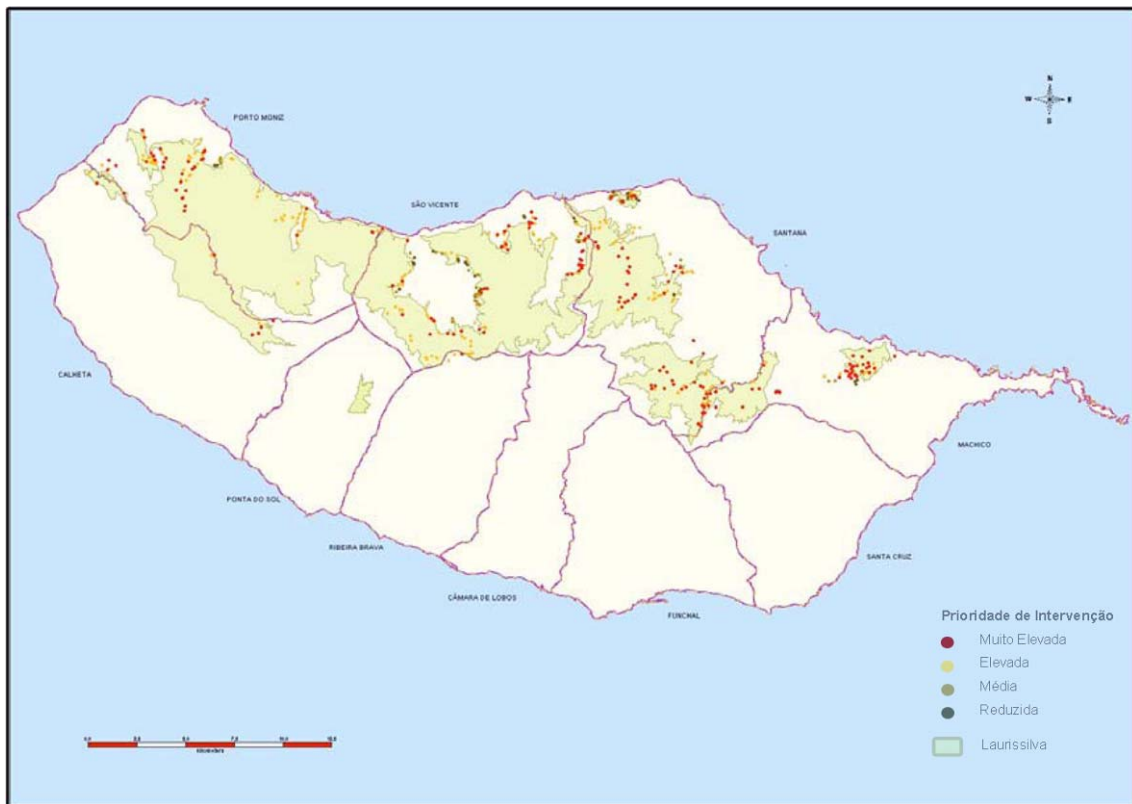 N
W E
S
PORTO MONIZ
SÃO VICENTE
SANTANA
CALHETA
MACHICO
PONTA DO SOL
RIBEIRA BRAVA
SANTA CRUZ
CÂMARA DE LOBOS
FUNCHAL
Prioridade de Intervenção
Muito Elevada
Elevada
Média
Reduzida
Laurissilva